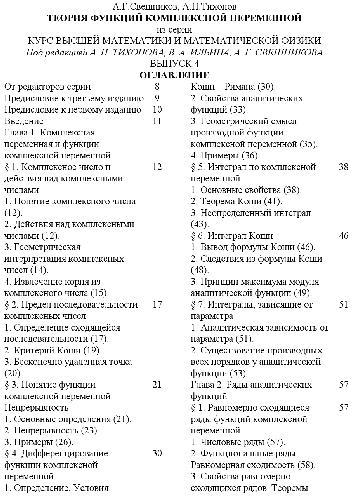 А.Г.Свешников, А.Н.Тихонов
ТЕОРИЯ ФУНКЦИЙ КОМПЛЕКСНОЙ ПЕРЕМЕННОЙ
из серии
КУРС ВЫСШЕЙ МАТЕМАТИКИ И МАТЕМАТИЧЕСКОЙ ФИЗИКИ
Под редакцией А. Н. ТИХОНОВА, В. А. ИЛЬИНА, А. Г. СВЕШНИКОВА
ВЫПУСК 4
ОГЛАВЛЕНИЕ
От редакторов серии 8
Предисловие к третьему изданию 9
Предисловие к первому изданию 10
Введение 11
Глава 1. Комплексная
переменная и функции
комплексной переменной
§ 1. Комплексное число и 12
действия над комплексными
числами
1. Понятие комплексного числа
(12).
2. Действия над комплексными
числами (12).
3. Геометрическая
интерпретация комплексных
чисел (14).
4. Извлечение корня из
комплексного числа (15)
§ 2. Предел последовательности 17
комплексных чисел
1. Определение сходящейся
последовательности (17).
2. Критерий Коши (19)
3. Бесконечно удаленная точка
(20)
§ 3. Понятие функции 21
комплексной переменной.
Непрерывность
1. Основные определения (21).
2. Непрерывность (23).
3. Примеры (26).
§ 4. Дифференцирование 30
функции комплексной
переменной
1. Определение. Условия
Коши – Римана (30).
2. Свойства аналитических
функций (33)
3. Геометрический смысл
производной функции
комплексной переменной (35).
4. Примеры (36)
§ 5. Интеграл по комплексной 38
переменной
1. Основные свойства (38)
2. Теорема Коши (41).
3. Неопределенный интеграл
(43).
§ 6. Интеграл Коши 46
1. Вывод формулы Коши (46).
2. Следствия из формулы Коши
(48).
3. Принцип максимума модуля
аналитической функции (49).
§ 7. Интегралы, зависящие от 51
параметра
1. Аналитическая зависимость от
параметра (51).
2. Существование производных
всех порядков у аналитической
функции (53)
Глава 2. Ряды аналитических 57
функций
§ 1. Равномерно сходящиеся 57
ряды функций комплексной
переменной
1. Числовые ряды (57).
2. Функциональные ряды.
Равномерная сходимость (58).
3. Свойства равномерно
сходящихся рядов. Теоремы